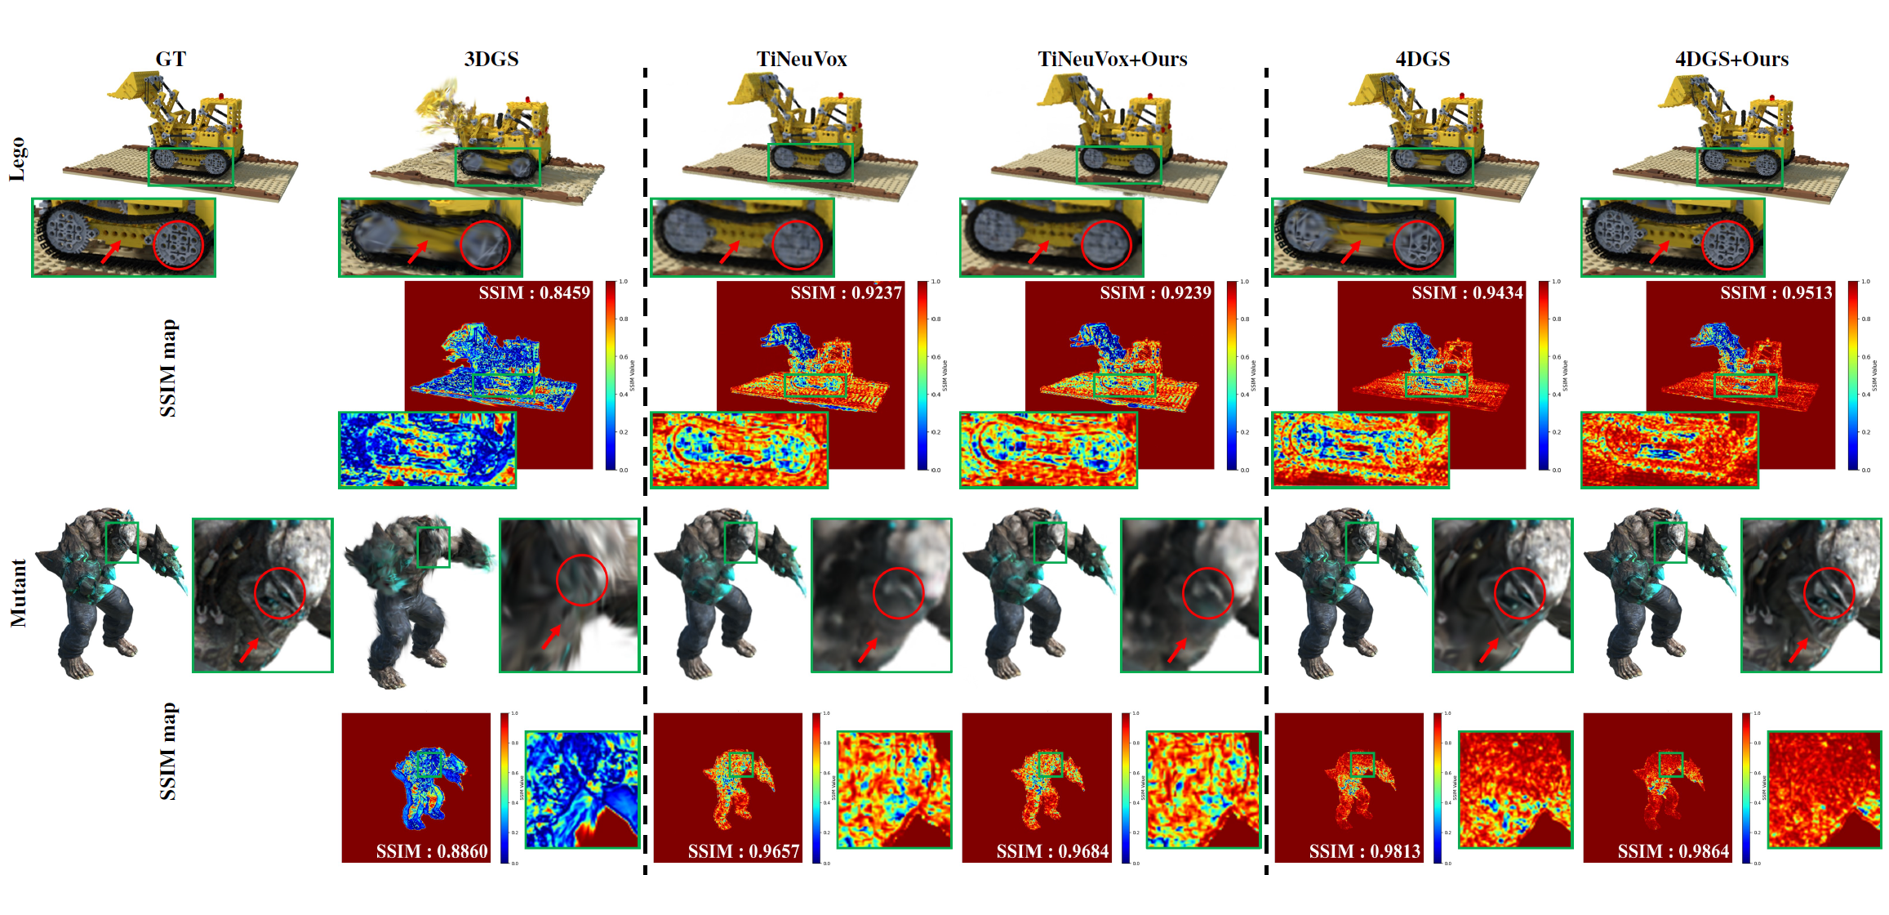 GT 3DGS TiNeuVox TiNeuVox+Ours 4DGS 4DGS+Ours
Lego
SSIM map
SSIM : 0.8459 SSIM : 0.9237 SSIM : 0.9239 SSIM : 0.9434 SSIM : 0.9513
1.0 1.0 1.0 1.0 1.0
0.8 0.8 0.8 0.8 0.8
0.6 0.6 0.6 0.6 0.6
SSIM Value SSIM Value SSIM Value SSIM Value SSIM Value
0.4 0.4 0.4 0.4 0.4
0.2 0.2 0.2 0.2 0.2
0.0 0.0 0.0 0.0 0.0
Mutant
SSIM map
1.0 1.0 1.0 1.0 1.0
0.8 0.8 0.8 0.8 0.8
0.6 0.6 0.6 0.6 0.6
SSIM Value SSIM Value SSIM Value SSIM Value SSIM Value
0.4 0.4 0.4 0.4 0.4
0.2 0.2 0.2 0.2 0.2
0.0 0.0 0.0 0.0 0.0
SSIM : 0.8860 SSIM : 0.9657 SSIM : 0.9684 SSIM : 0.9813 SSIM : 0.9864